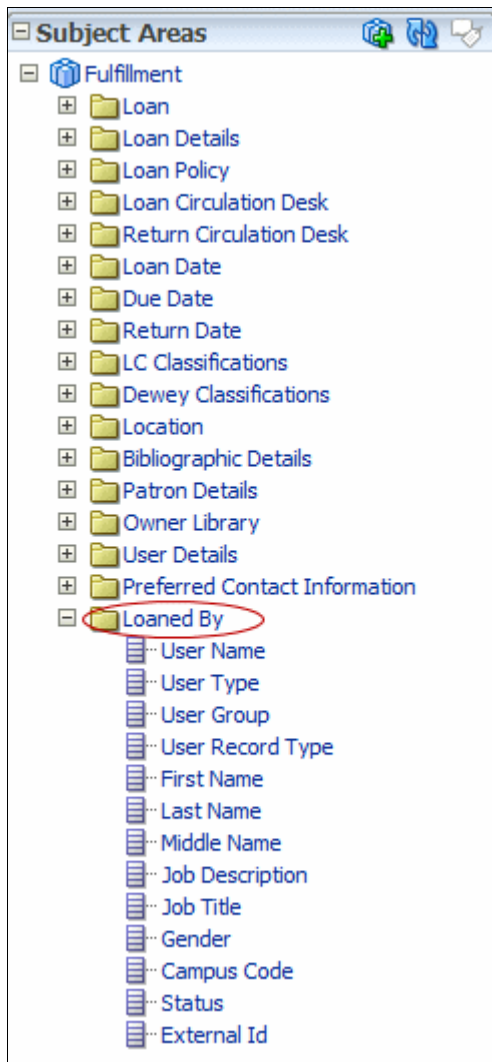 Subject Areas
Fulfillment
Loan
Loan Details
Loan Policy
Loan Circulation Desk
Return Circulation Desk
Loan Date
Due Date
Return Date
LC Classifications
Dewey Classifications
Location
Bibliographic Details
Patron Details
Owner Library
User Details
Preferred Contact Information
Loaned By
User Name
User Type
User Group
User Record Type
First Name
Last Name
Middle Name
Job Description
Job Title
Gender
Campus Code
Status
External Id